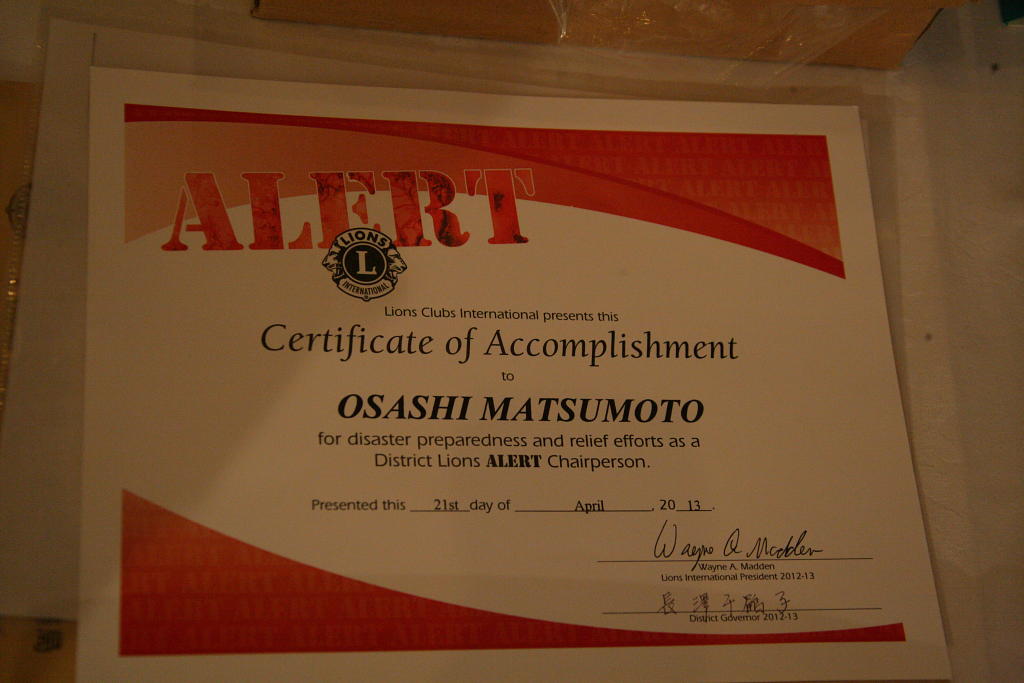 ALERT
LIONS
L
INTERNATIONAL
Lions Clubs International presents this
Certificate of Accomplishment
to
OSASHI MATSUMOTO
for disaster preparedness and relief efforts as a
District Lions ALERT Chairperson.
Presented this 21st day of April, 20 13.
Wayne A. Madden
Wayne A. Madden
Lions International President 2012-13
District Governor 2012-13